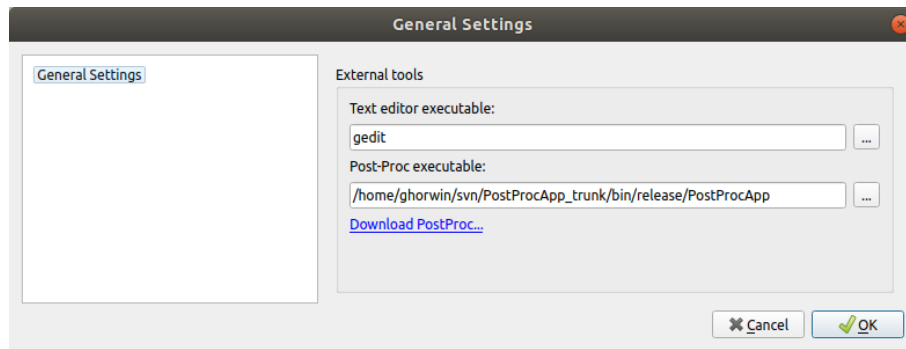 General Settings
General Settings
External tools
Text editor executable:
gedit
...
Post-Proc executable:
/home/ghorwin/svn/PostProcApp_trunk/bin/release/PostProcApp
...
Download PostProc...
Cancel
OK